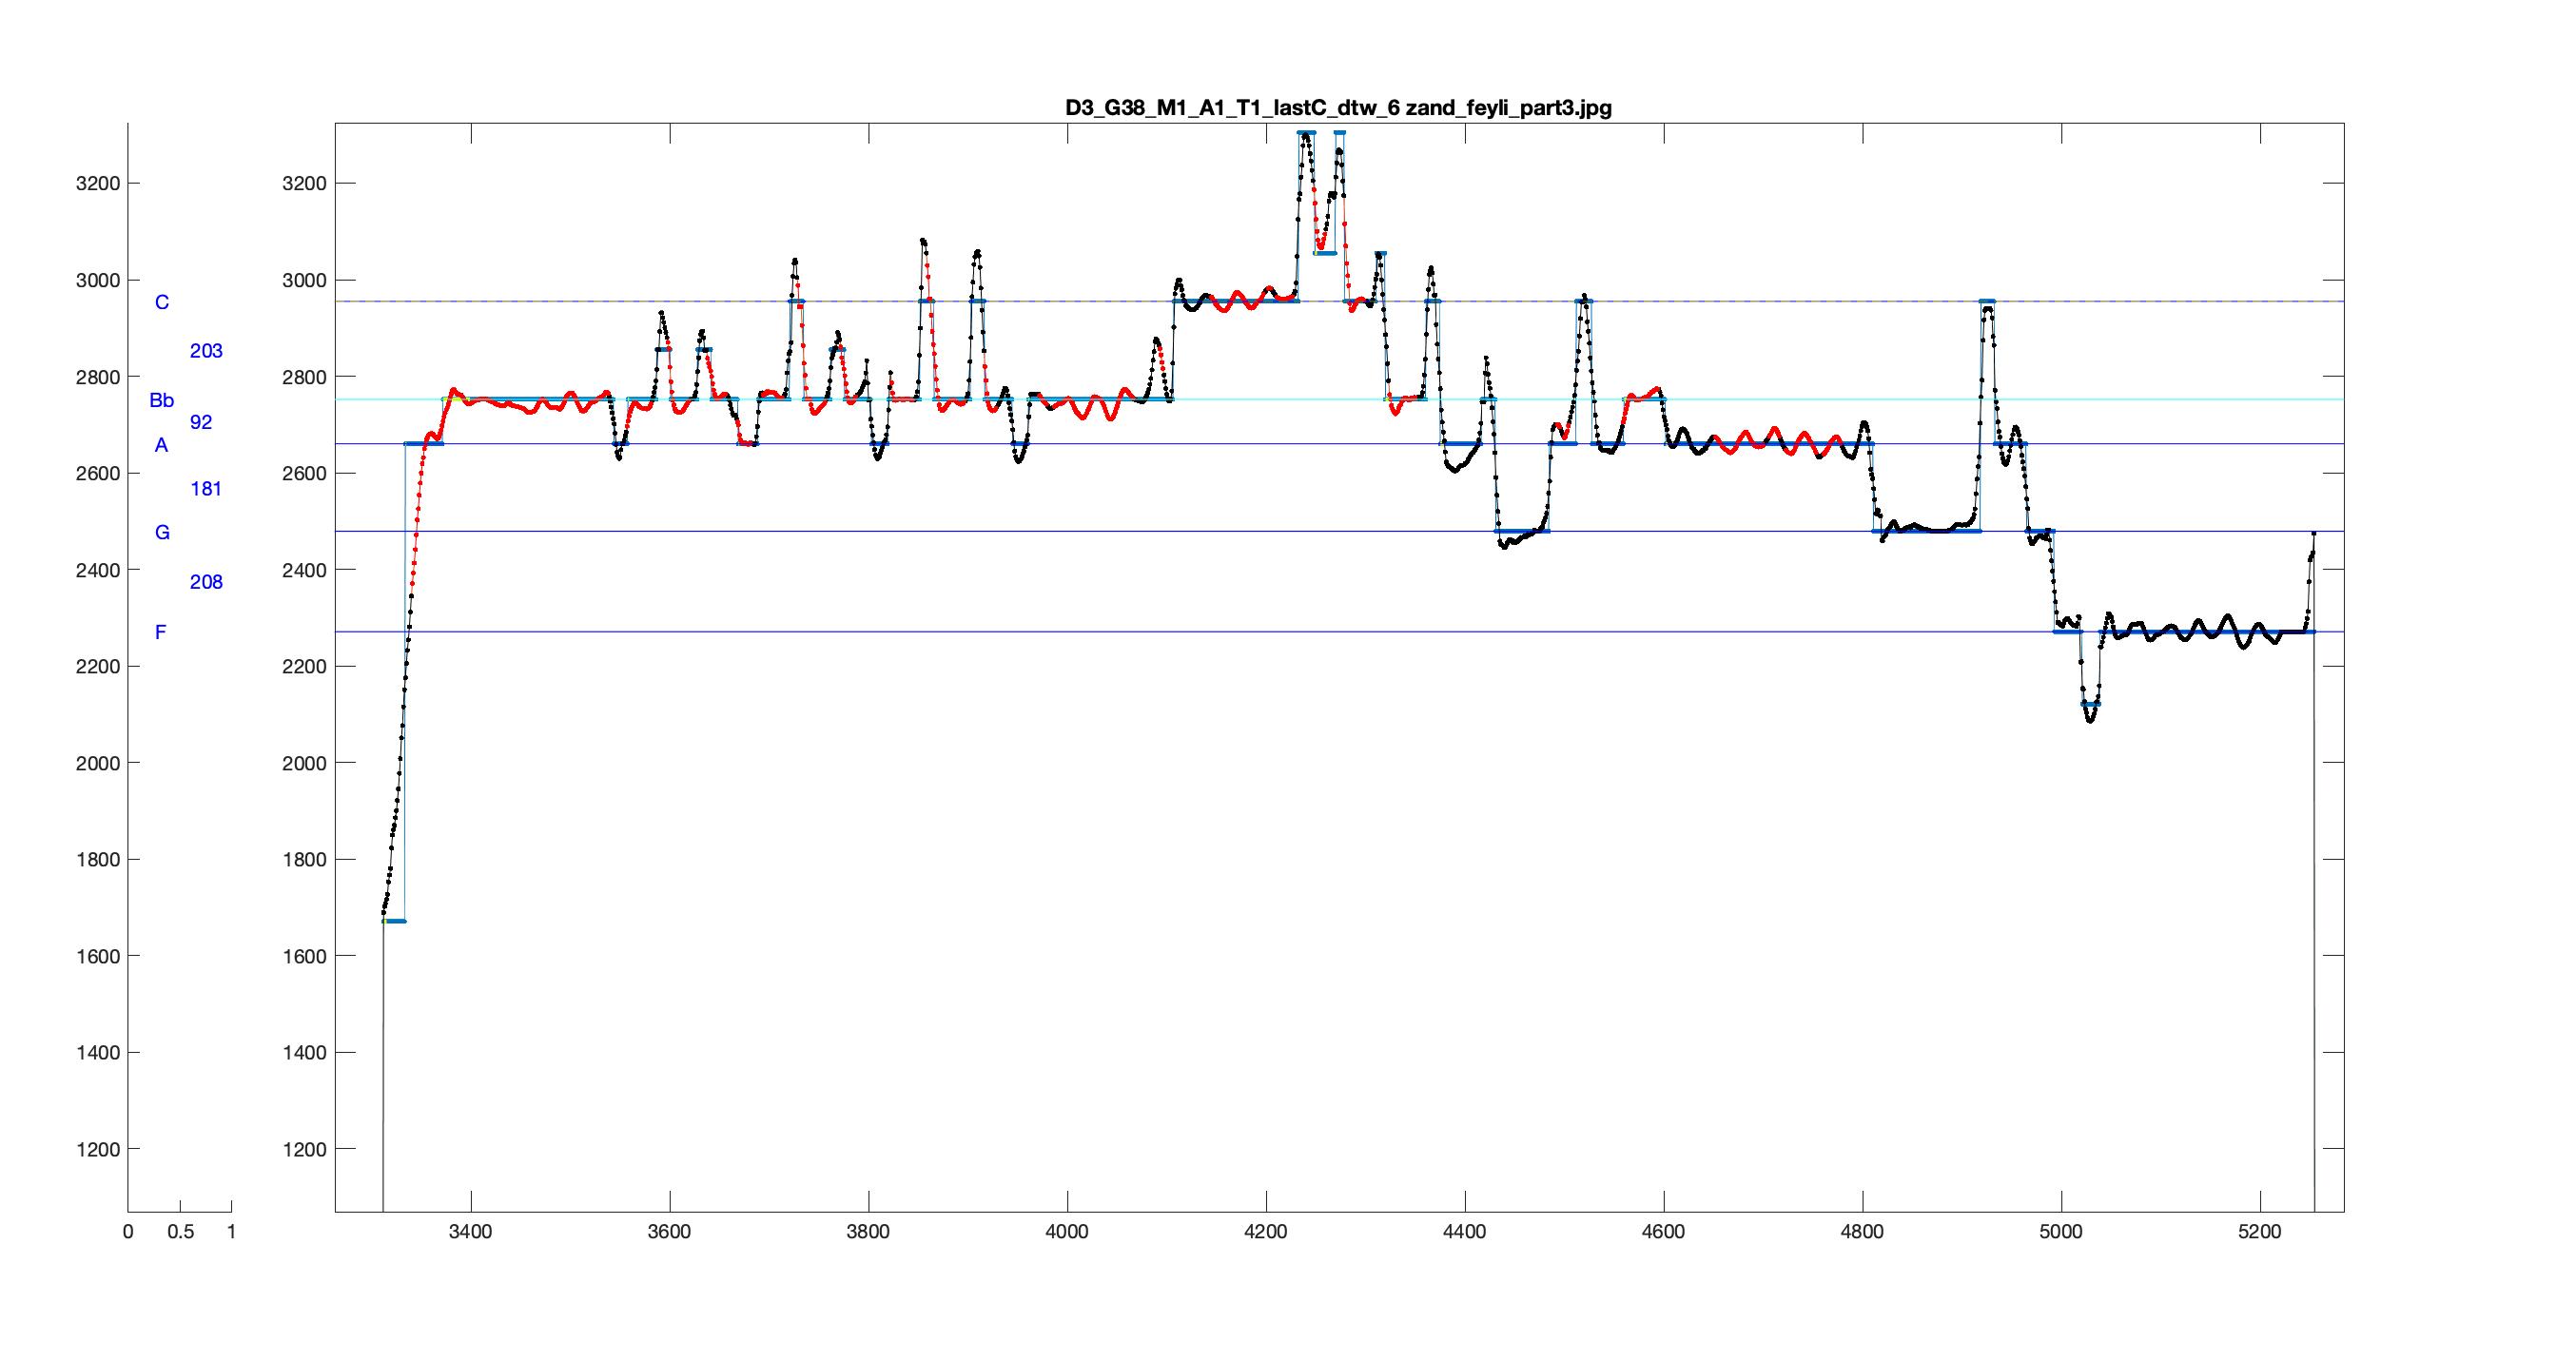 D3_G38_M1_A1_T1_lastC_dtw_6 zand_feyli_part3.jpg
3200 3200
3000 3000
C
203
2800 2800
Bb
92
A
2600 2600
181
G
2400 2400
208
F
2200 2200
2000 2000
1800 1800
1600 1600
1400 1400
1200 1200
0 0.5 1 3400 3600 3800 4000 4200 4400 4600 4800 5000 5200